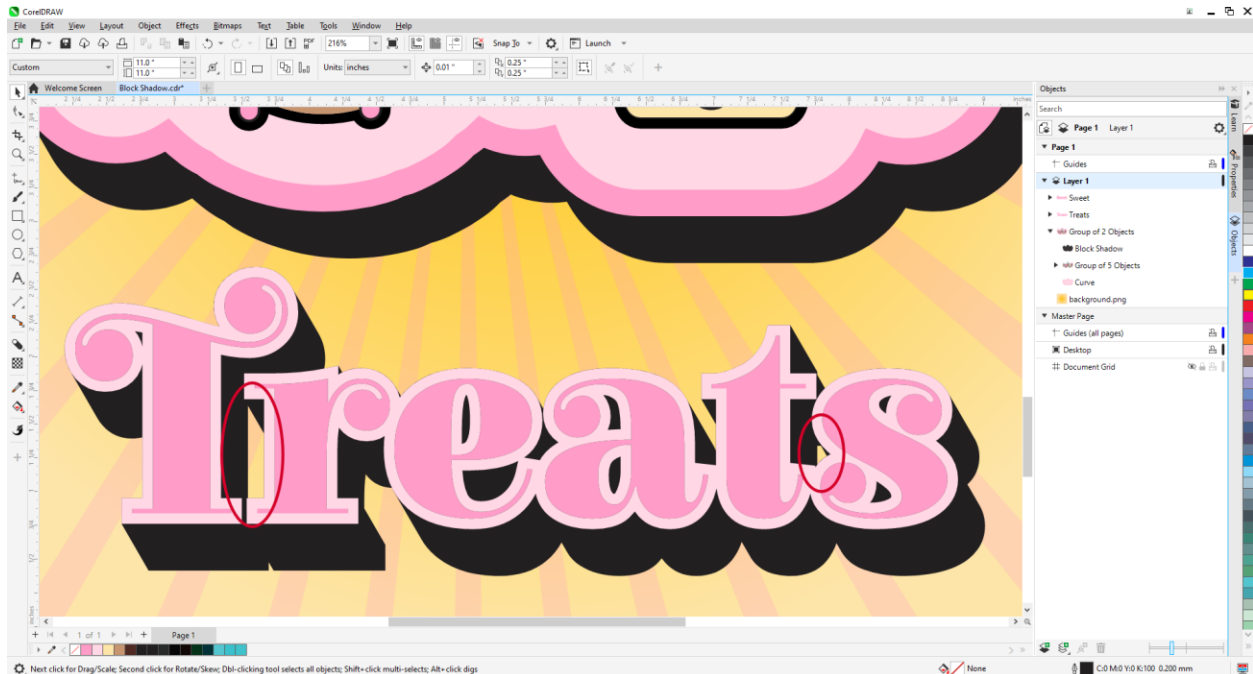 CorelDRAW
File Edit View Layout Object Effects Bitmaps Text Table Tools Window Help
216% Snap To Launch
Custom 11.0 " Units: inches 0.01 " 0.25 "
11.0 " 0.25 "
Welcome Screen Block Shadow.cdr*
inches
Treats
inches
1 of 1 Page 1
Next click for Drag/Scale; Second click for Rotate/Skew; Dbl-clicking tool selects all objects; Shift+click multi-selects; Alt+click digs
None C:0 M:0 Y:0 K:100 0.200 mm
Objects
Search
Page 1 Layer 1
Page 1
Guides
Layer 1
Sweet
Treats
Group of 2 Objects
Block Shadow
Group of 5 Objects
Curve
background.png
Master Page
Guides (all pages)
Desktop
Document Grid
Learn
Properties
Objects